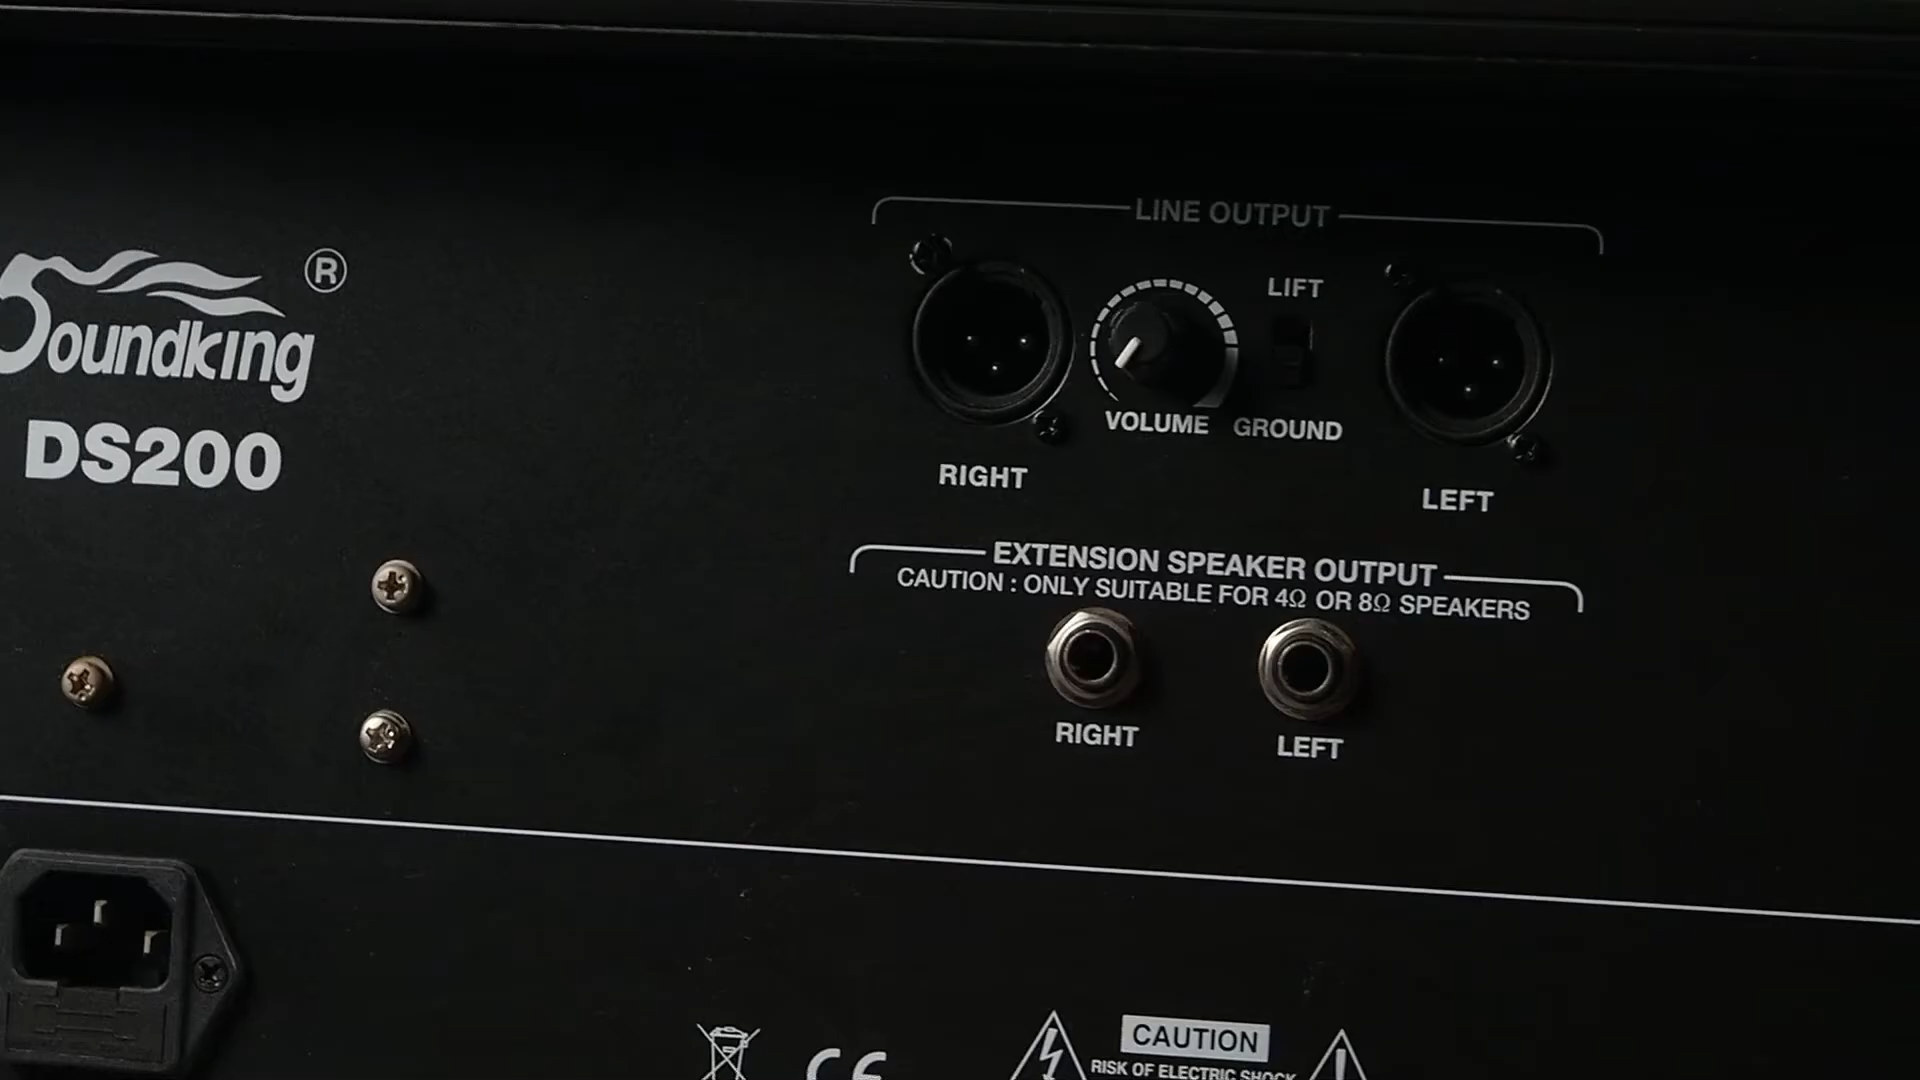 Soundking ®
DS200
LINE OUTPUT
LIFT
VOLUME
GROUND
RIGHT
LEFT
EXTENSION SPEAKER OUTPUT
CAUTION : ONLY SUITABLE FOR 4Ω OR 8Ω SPEAKERS
RIGHT
LEFT
CE
CAUTION
RISK OF ELECTRIC SHOCK